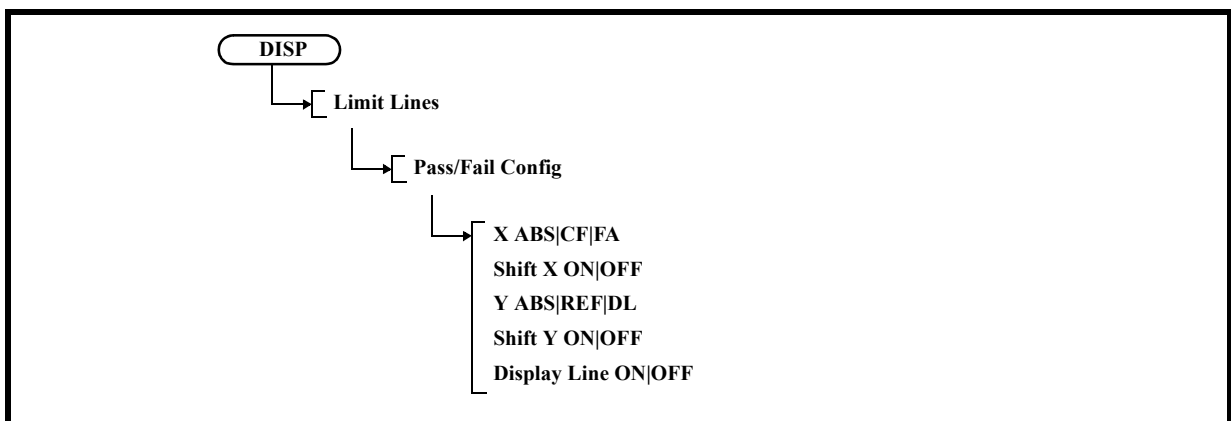 DISP
Limit Lines
Pass/Fail Config
X ABS|CF|FA
Shift X ON|OFF
Y ABS|REF|DL
Shift Y ON|OFF
Display Line ON|OFF